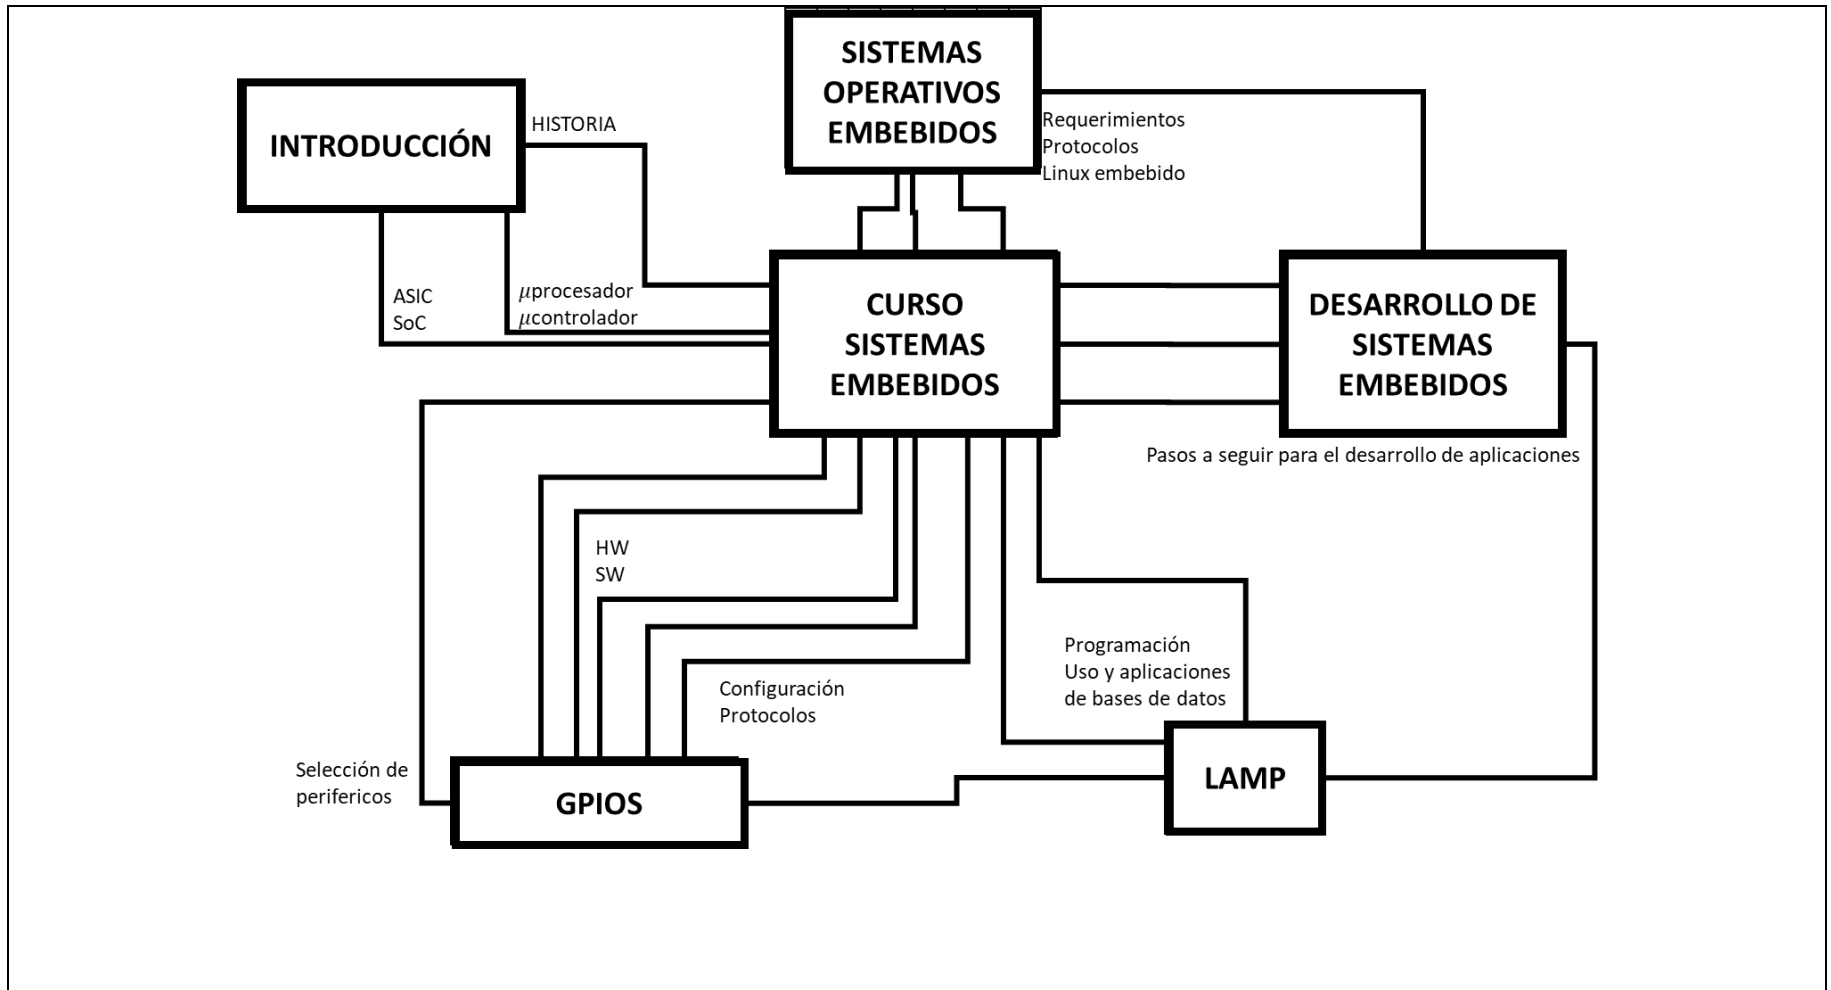 SISTEMAS
OPERATIVOS
EMBEBIDOS
INTRODUCCIÓN
HISTORIA
Requerimientos
Protocolos
Linux embebido
ASIC
SoC
μprocesador
μcontrolador
CURSO
SISTEMAS
EMBEBIDOS
DESARROLLO DE
SISTEMAS
EMBEBIDOS
Pasos a seguir para el desarrollo de aplicaciones
HW
SW
Configuración
Protocolos
Programación
Uso y aplicaciones
de bases de datos
Selección de
perifericos
GPIOS
LAMP